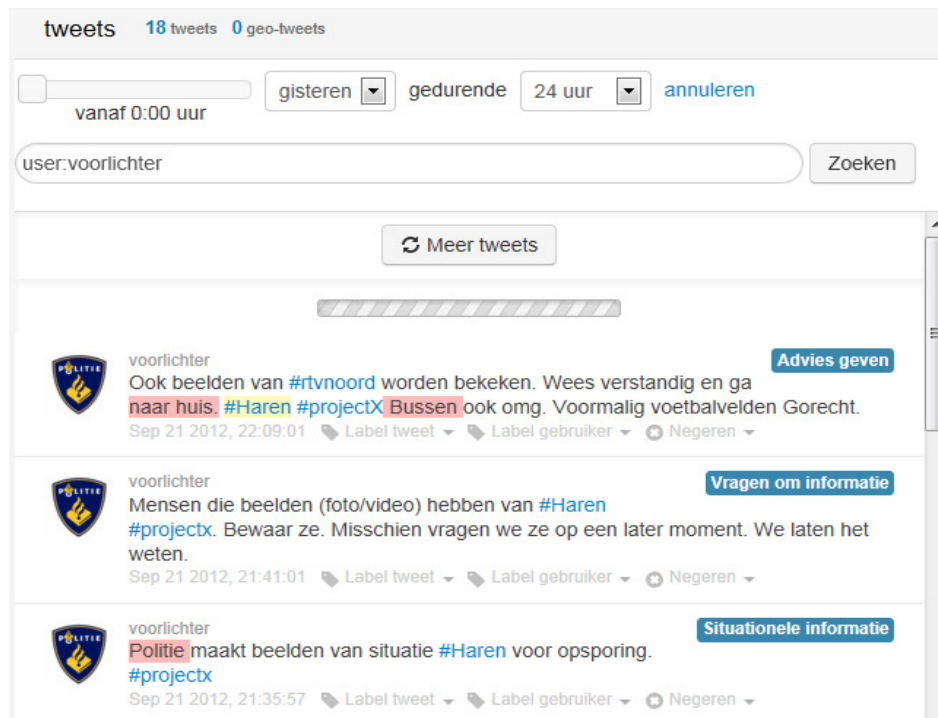 tweets 18 tweets 0 geo-tweets
gisteren gedurende 24 uur annuleren
vanaf 0:00 uur
user:voorlichter Zoeken
Meer tweets
voorlichter Advies geven
POLITIE
Ook beelden van #rtvnoord worden bekeken. Wees verstandig en ga
naar huis. #Haren #projectX Bussen ook omg. Voormalig voetbalvelden Gorecht.
Sep 21 2012, 22:09:01 Label tweet Label gebruiker Negeren
voorlichter Vragen om informatie
POLITIE
Mensen die beelden (foto/video) hebben van #Haren
#projectx. Bewaar ze. Misschien vragen we ze op een later moment. We laten het
weten.
Sep 21 2012, 21:41:01 Label tweet Label gebruiker Negeren
voorlichter Situationele informatie
POLITIE
Politie maakt beelden van situatie #Haren voor opsporing.
#projectx
Sep 21 2012, 21:35:57 Label tweet Label gebruiker Negeren